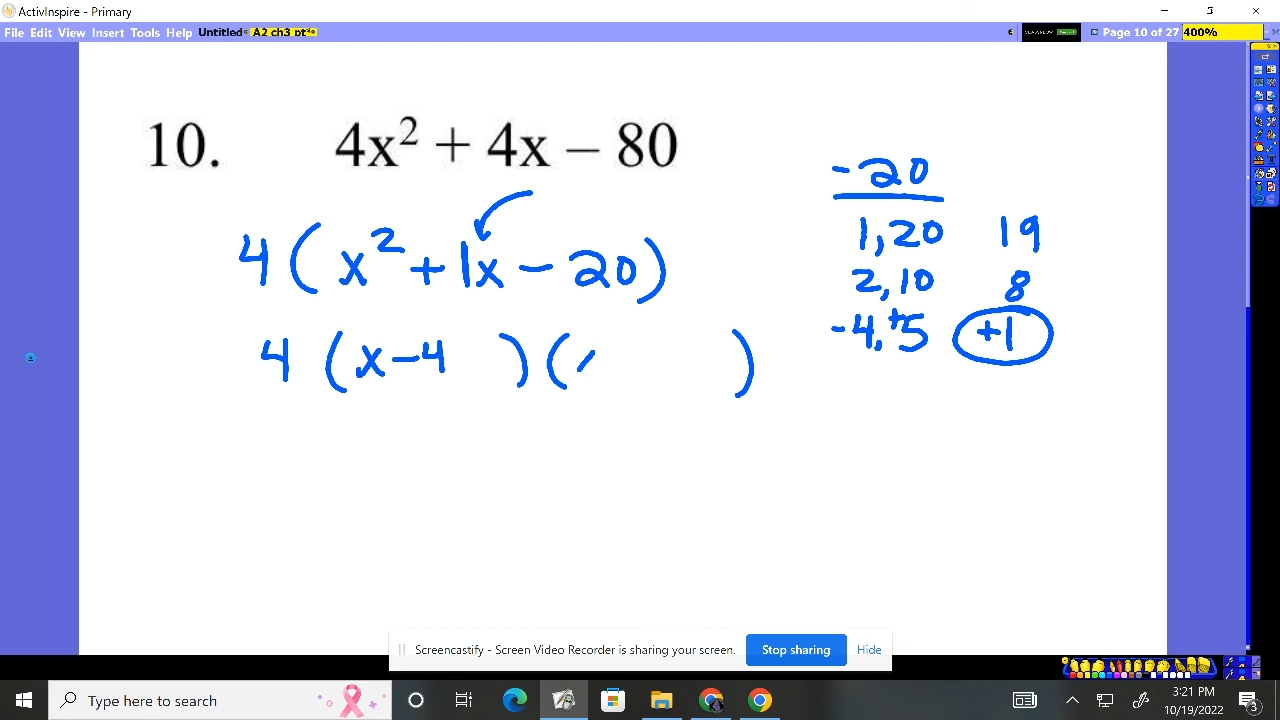 ActivInspire - Primary
File Edit View Insert Tools Help Untitled* A2 ch3 pt*
Page 10 of 27 400%
10. 4x² + 4x – 80
4(x² + 1x – 20)
4(x – 4 )( )
-20
1, 20 19
2, 10 8
-4, +5 +1
Screencastify - Screen Video Recorder is sharing your screen. Stop sharing Hide
Type here to search
3:21 PM
10/19/2022
3